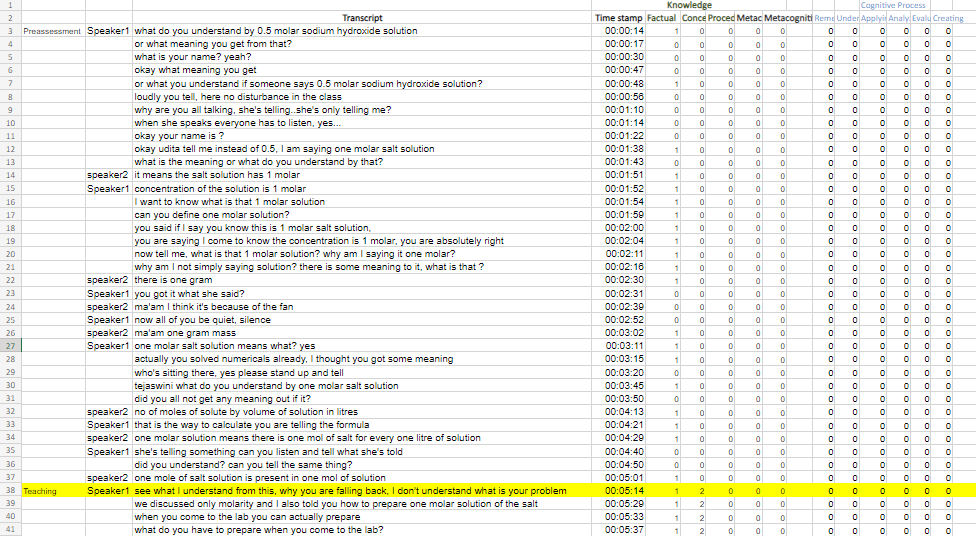 1 Knowledge Cognitive Process
2 Transcript Time stamp Factual Conce Proced Metac Metacogniti Reme Under Applyi Analy Evalu Creating
3 Preassessment Speaker1 what do you understand by 0.5 molar sodium hydroxide solution 00:00:14 1 0 0 0 0 0 0 0 0 0 0
4 or what meaning you get from that? 00:00:17 0 0 0 0 0 0 0 0 0 0 0
5 what is your name? yeah? 00:00:30 0 0 0 0 0 0 0 0 0 0 0
6 okay what meaning you get 00:00:47 0 0 0 0 0 0 0 0 0 0 0
7 or what you understand if someone says 0.5 molar sodium hydroxide solution? 00:00:48 1 0 0 0 0 0 0 0 0 0 0
8 loudly you tell, here no disturbance in the class 00:00:56 0 0 0 0 0 0 0 0 0 0 0
9 why are you all talking, she's telling..she's only telling me? 00:01:10 0 0 0 0 0 0 0 0 0 0 0
10 when she speaks everyone has to listen, yes... 00:01:14 0 0 0 0 0 0 0 0 0 0 0
11 okay your name is ? 00:01:22 0 0 0 0 0 0 0 0 0 0 0
12 okay udita tell me instead of 0.5, I am saying one molar salt solution 00:01:38 1 0 0 0 0 0 0 0 0 0 0
13 what is the meaning or what do you understand by that? 00:01:43 0 0 0 0 0 0 0 0 0 0 0
14 speaker2 it means the salt solution has 1 molar 00:01:51 1 0 0 0 0 0 0 0 0 0 0
15 Speaker1 concentration of the solution is 1 molar 00:01:52 1 0 0 0 0 0 0 0 0 0 0
16 I want to know what is that 1 molar solution 00:01:54 1 0 0 0 0 0 0 0 0 0 0
17 can you define one molar solution? 00:01:59 1 0 0 0 0 0 0 0 0 0 0
18 you said if I say you know this is 1 molar salt solution, 00:02:00 1 0 0 0 0 0 0 0 0 0 0
19 you are saying I come to know the concentration is 1 molar, you are absolutely right 00:02:04 1 0 0 0 0 0 0 0 0 0 0
20 now tell me, what is that 1 molar solution? why am I saying it one molar? 00:02:11 1 0 0 0 0 0 0 0 0 0 0
21 why am I not simply saying solution? there is some meaning to it, what is that ? 00:02:16 1 0 0 0 0 0 0 0 0 0 0
22 speaker2 there is one gram 00:02:30 1 0 0 0 0 0 0 0 0 0 0
23 Speaker1 you got it what she said? 00:02:31 0 0 0 0 0 0 0 0 0 0 0
24 speaker2 ma'am I think it's because of the fan 00:02:39 0 0 0 0 0 0 0 0 0 0 0
25 Speaker1 now all of you be quiet, silence 00:02:52 0 0 0 0 0 0 0 0 0 0 0
26 speaker2 ma'am one gram mass 00:03:02 1 0 0 0 0 0 0 0 0 0 0
27 Speaker1 one molar salt solution means what? yes 00:03:11 1 0 0 0 0 0 0 0 0 0 0
28 actually you solved numericals already, I thought you got some meaning 00:03:15 1 0 0 0 0 0 0 0 0 0 0
29 who's sitting there, yes please stand up and tell 00:03:20 0 0 0 0 0 0 0 0 0 0 0
30 tejaswini what do you understand by one molar salt solution 00:03:45 1 0 0 0 0 0 0 0 0 0 0
31 did you all not get any meaning out if it? 00:03:50 0 0 0 0 0 0 0 0 0 0 0
32 speaker2 no of moles of solute by volume of solution in litres 00:04:13 1 0 0 0 0 0 0 0 0 0 0
33 Speaker1 that is the way to calculate you are telling the formula 00:04:21 1 0 0 0 0 0 0 0 0 0 0
34 speaker2 one molar solution means there is one mol of salt for every one litre of solution 00:04:29 1 0 0 0 0 0 0 0 0 0 0
35 Speaker1 she's telling something can you listen and tell what she's told 00:04:40 0 0 0 0 0 0 0 0 0 0 0
36 did you understand? can you tell the same thing? 00:04:50 0 0 0 0 0 0 0 0 0 0 0
37 speaker2 one mole of salt solution is present in one mol of solution 00:05:01 1 0 0 0 0 0 0 0 0 0 0
38 Teaching Speaker1 see what I understand from this, why you are falling back, I don't understand what is your problem 00:05:14 1 2 0 0 0 0 0 0 0 0 0
39 we discussed only molarity and I also told you how to prepare one molar solution of the salt 00:05:29 1 2 0 0 0 0 0 0 0 0 0
40 when you come to the lab you can actually prepare 00:05:33 1 2 0 0 0 0 0 0 0 0 0
41 what do you have to prepare when you come to the lab? 00:05:37 1 2 0 0 0 0 0 0 0 0 0